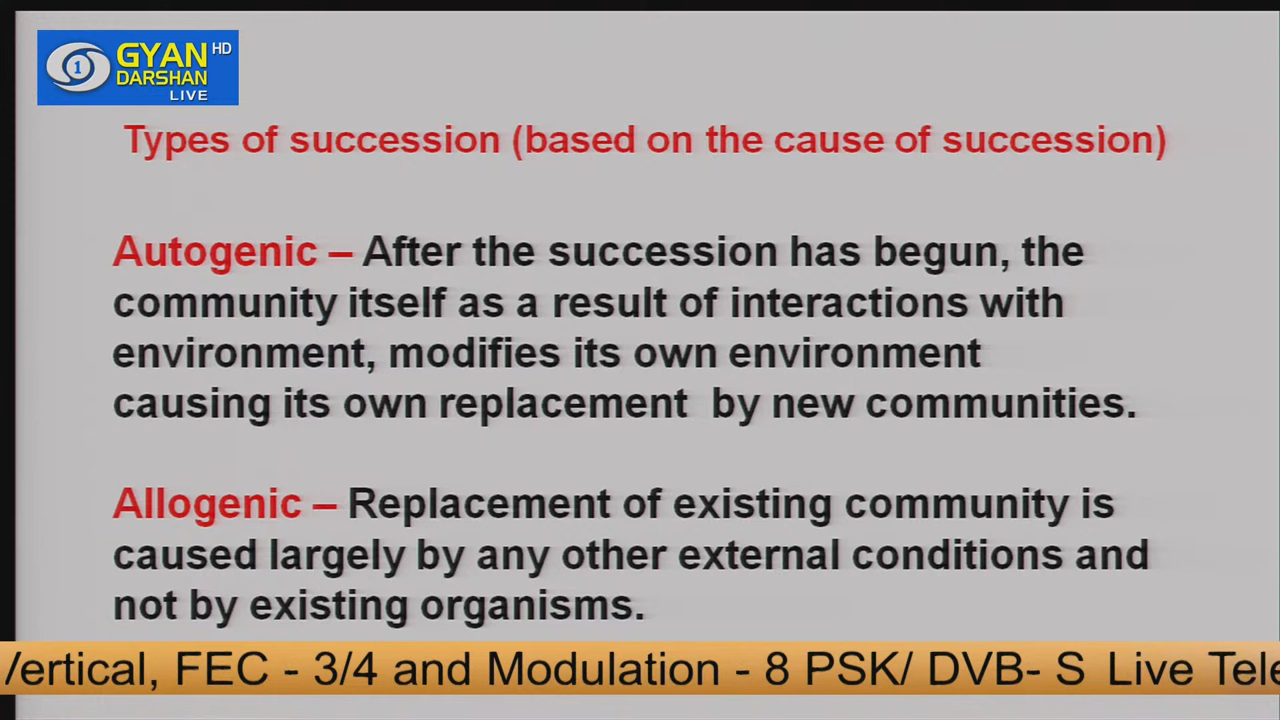 GYAN HD
DARSHAN
1
LIVE
Types of succession (based on the cause of succession)
Autogenic – After the succession has begun, the
community itself as a result of interactions with
environment, modifies its own environment
causing its own replacement by new communities.
Allogenic – Replacement of existing community is
caused largely by any other external conditions and
not by existing organisms.
ertical, FEC - 3/4 and Modulation - 8 PSK/ DVB- S Live Tele